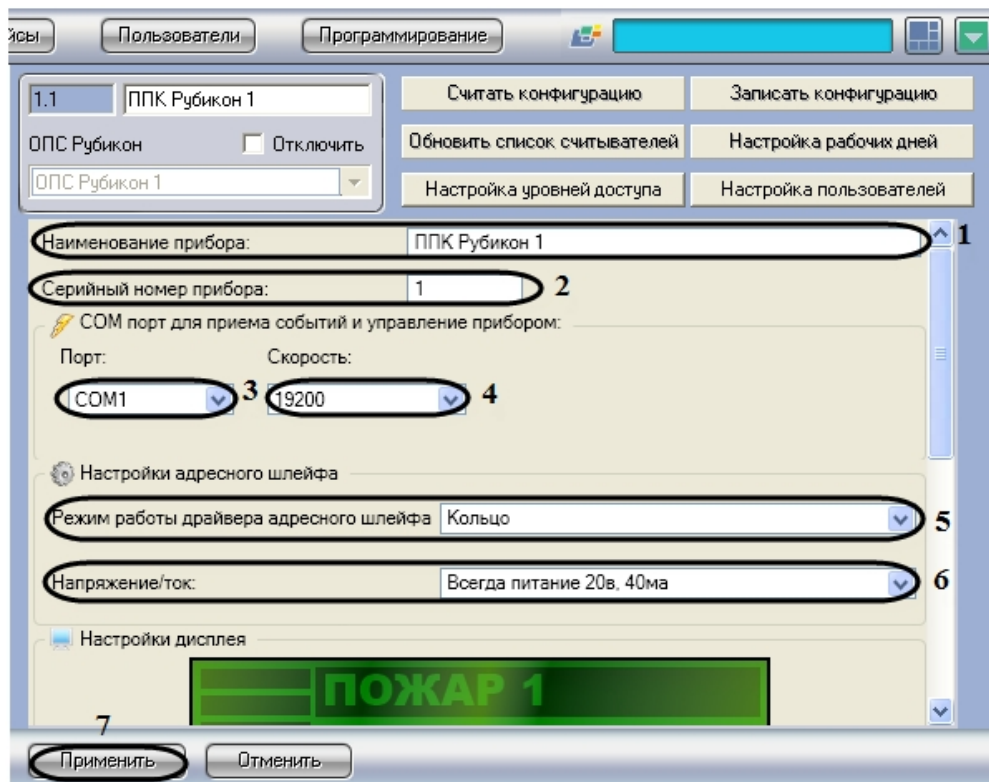 йсы Пользователи Программирование
1.1 ППК Рубикон 1
Считать конфигурацию Записать конфигурацию
ОПС Рубикон Отключить
Обновить список считывателей Настройка рабочих дней
ОПС Рубикон 1
Настройка уровней доступа Настройка пользователей
Наименование прибора: ППК Рубикон 1 1
Серийный номер прибора: 1 2
COM порт для приема событий и управление прибором:
Порт: Скорость:
COM1 3 19200 4
Настройки адресного шлейфа
Режим работы драйвера адресного шлейфа Кольцо 5
Напряжение/ток: Всегда питание 20в, 40ма 6
Настройки дисплея
ПОЖАР 1
7
Применить Отменить